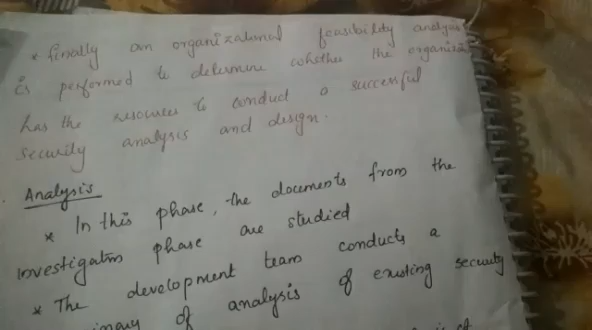 * finally an organizational feasibility analysis
is performed to determine whether the
has the resources to conduct a successful
security analysis and design.
Analysis
* In this phase, the documents from the
investigation phase are studied
* The development team conducts a
of analysis of existing security